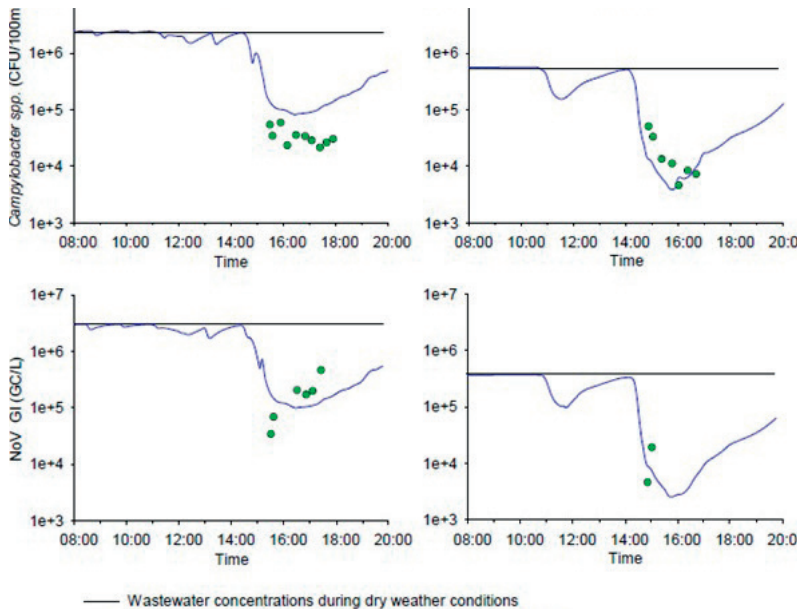 Campylobacter spp. (CFU/100m
1e+6
1e+5
1e+4
1e+3
08:00 10:00 12:00 14:00 16:00 18:00 20:00
Time
1e+6
1e+5
1e+4
1e+3
08:00 10:00 12:00 14:00 16:00 18:00 20:00
Time
NoV GI (GC/L)
1e+7
1e+6
1e+5
1e+4
1e+3
08:00 10:00 12:00 14:00 16:00 18:00 20:00
Time
1e+7
1e+6
1e+5
1e+4
1e+3
08:00 10:00 12:00 14:00 16:00 18:00 20:00
Time
Wastewater concentrations during dry weather conditions